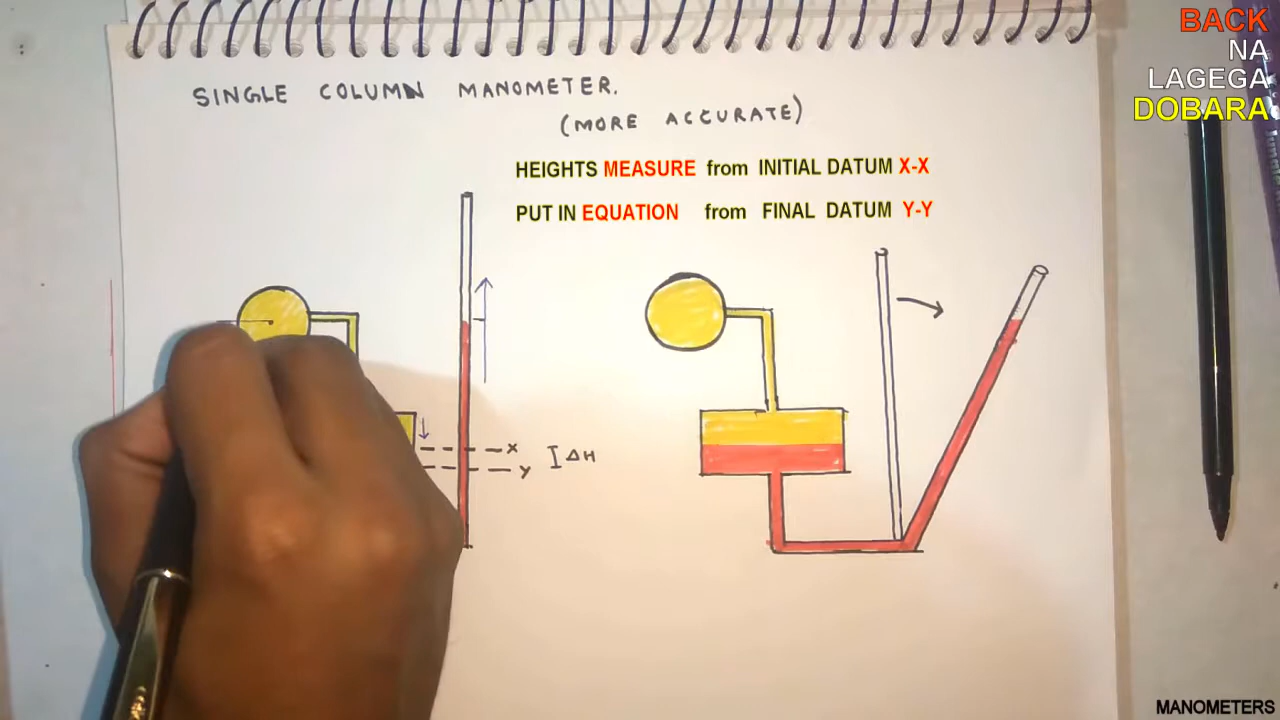 BACK
NA
LAGEGA
DOBARA
SINGLE COLUMN MANOMETER.
(MORE ACCURATE)
HEIGHTS MEASURE from INITIAL DATUM X-X
PUT IN EQUATION from FINAL DATUM Y-Y
X
Y
ΔH
MANOMETERS